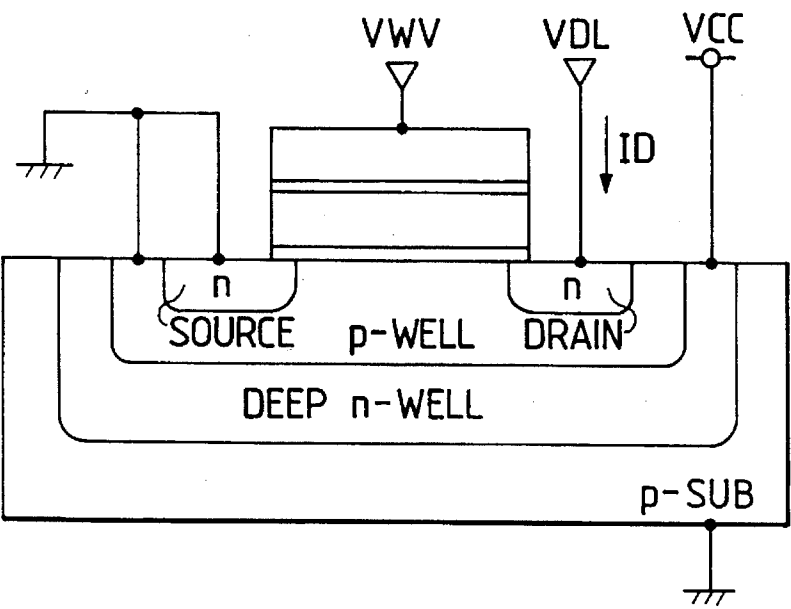 VWV
VDL
VCC
ID
n
n
SOURCE
p-WELL
DRAIN
DEEP n-WELL
p-SUB